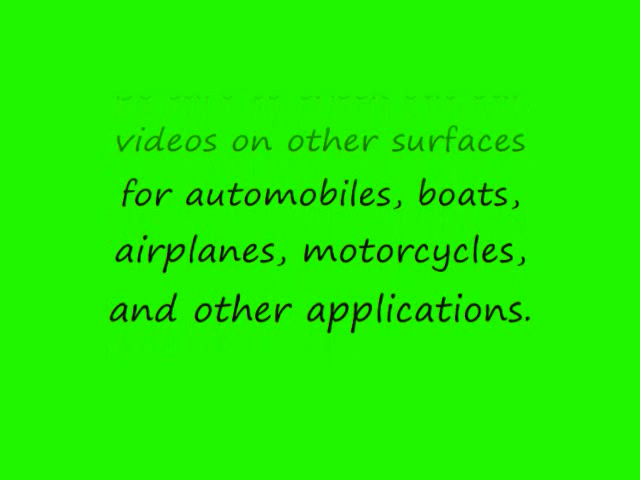 videos on other surfaces
for automobiles, boats,
airplanes, motorcycles,
and other applications.